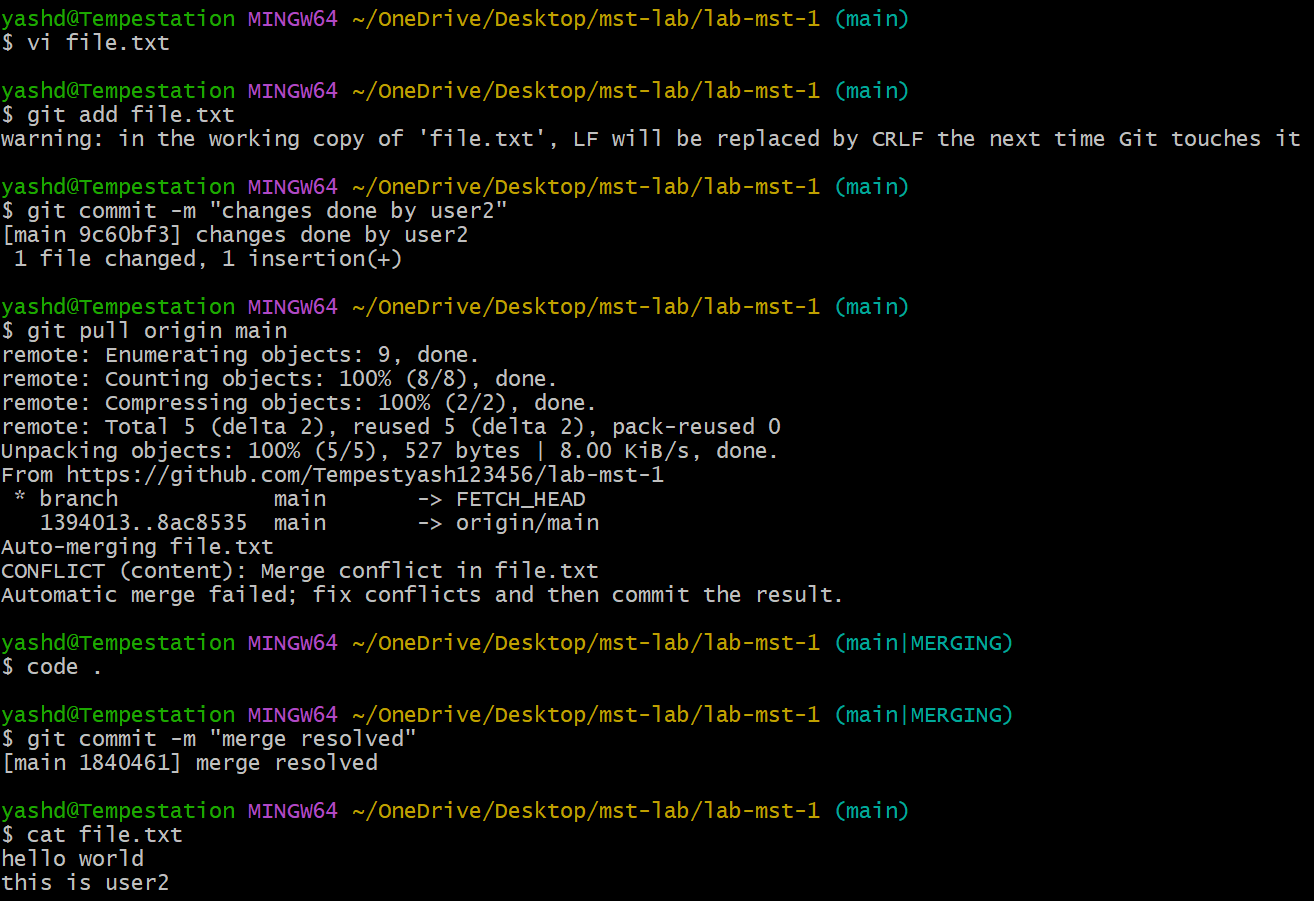 yashd@Tempestation MINGW64 ~/OneDrive/Desktop/mst-lab/lab-mst-1 (main)
$ vi file.txt

yashd@Tempestation MINGW64 ~/OneDrive/Desktop/mst-lab/lab-mst-1 (main)
$ git add file.txt
warning: in the working copy of 'file.txt', LF will be replaced by CRLF the next time Git touches it

yashd@Tempestation MINGW64 ~/OneDrive/Desktop/mst-lab/lab-mst-1 (main)
$ git commit -m "changes done by user2"
[main 9c60bf3] changes done by user2
 1 file changed, 1 insertion(+)

yashd@Tempestation MINGW64 ~/OneDrive/Desktop/mst-lab/lab-mst-1 (main)
$ git pull origin main
remote: Enumerating objects: 9, done.
remote: Counting objects: 100% (8/8), done.
remote: Compressing objects: 100% (2/2), done.
remote: Total 5 (delta 2), reused 5 (delta 2), pack-reused 0
Unpacking objects: 100% (5/5), 527 bytes | 8.00 KiB/s, done.
From https://github.com/Tempestyash123456/lab-mst-1
 * branch            main       -> FETCH_HEAD
   1394013..8ac8535  main       -> origin/main
Auto-merging file.txt
CONFLICT (content): Merge conflict in file.txt
Automatic merge failed; fix conflicts and then commit the result.

yashd@Tempestation MINGW64 ~/OneDrive/Desktop/mst-lab/lab-mst-1 (main|MERGING)
$ code .

yashd@Tempestation MINGW64 ~/OneDrive/Desktop/mst-lab/lab-mst-1 (main|MERGING)
$ git commit -m "merge resolved"
[main 1840461] merge resolved

yashd@Tempestation MINGW64 ~/OneDrive/Desktop/mst-lab/lab-mst-1 (main)
$ cat file.txt
hello world
this is user2